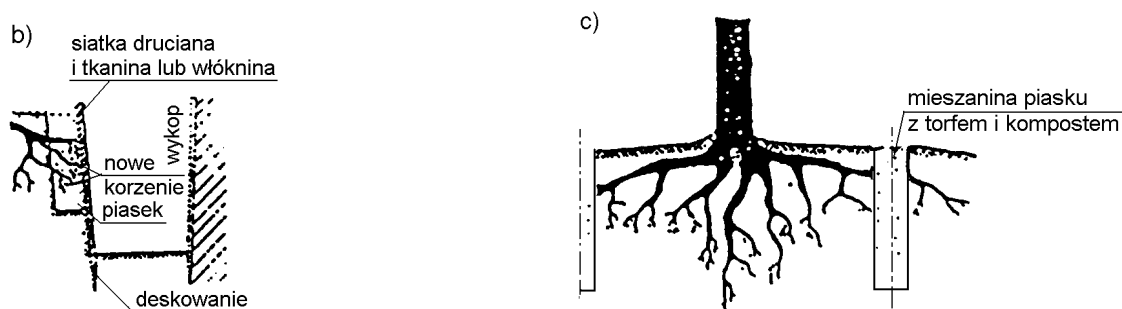 b)
siatka druciana
i tkanina lub włóknina
wykop
nowe
korzenie
piasek
deskowanie
c)
mieszanina piasku
z torfem i kompostem